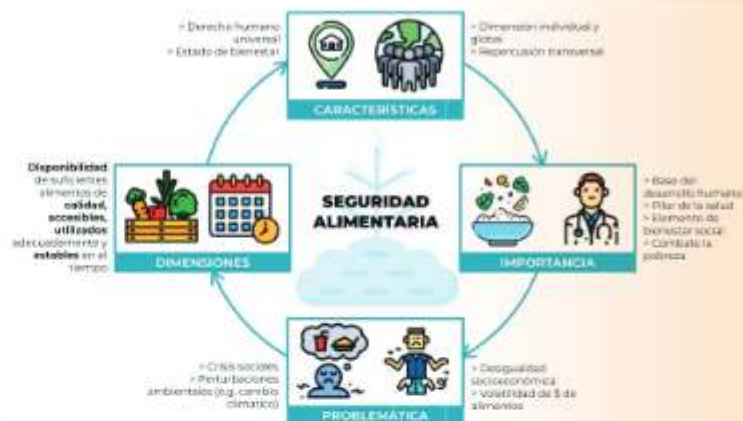 > Derecho humano
universal
> Estado de bienestar
> Dimensión individual y
global
> Repercusión transversal
CARACTERÍSTICAS
Disponibilidad
de suficientes
alimentos de
calidad,
accesibles,
utilizados
adecuadamente y
estables en el
tiempo
DIMENSIONES
SEGURIDAD
ALIMENTARIA
IMPORTANCIA
> Base del
desarrollo humano
> Pilar de la salud
> Elemento de
bienestar social
> Combate la
pobreza
> Crisis sociales
> Perturbaciones
ambientales (e.g. cambio
climático)
PROBLEMÁTICA
> Desigualdad
socioeconómica
> Volatilidad de $ de
alimentos